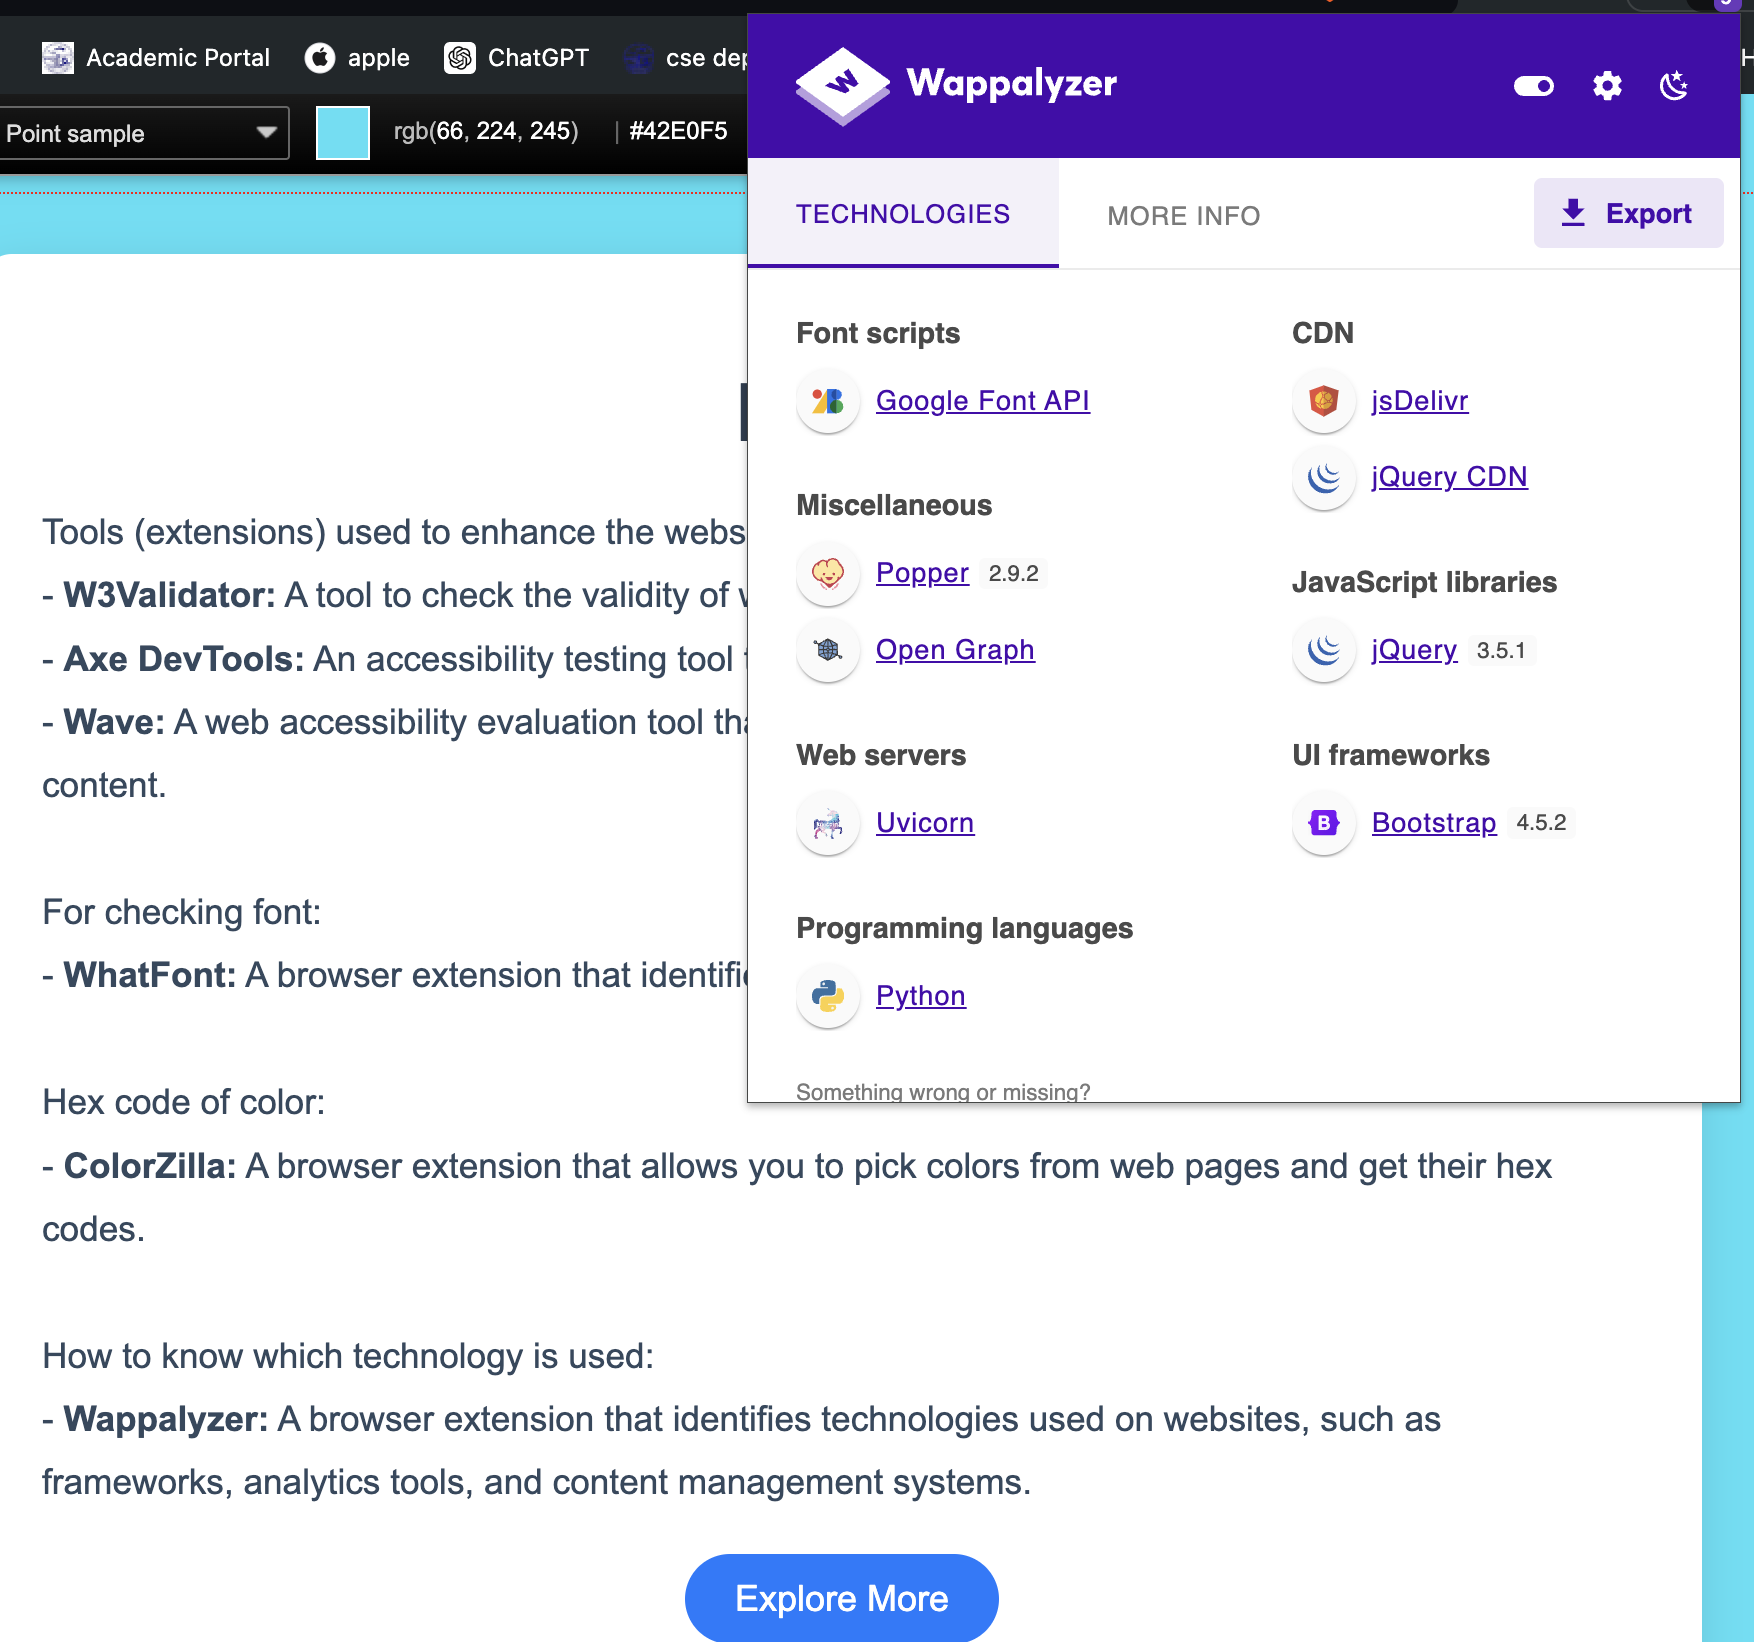 Academic Portal
apple
ChatGPT
cse
Point sample
rgb(66, 224, 245)
| #42E0F5
Wappalyzer
TECHNOLOGIES
MORE INFO
Export
Font scripts
Google Font API
Miscellaneous
Popper 2.9.2
Open Graph
Web servers
Uvicorn
Programming languages
Python
CDN
jsDelivr
jQuery CDN
JavaScript libraries
jQuery 3.5.1
UI frameworks
Bootstrap 4.5.2
Something wrong or missing?
Tools (extensions) used to enhance the
- W3Validator: A tool to check the validity of
- Axe DevTools: An accessibility testing tool
- Wave: A web accessibility evaluation tool
content.
For checking font:
- WhatFont: A browser extension that
Hex code of color:
- ColorZilla: A browser extension that allows you to pick colors from web pages and get their hex
codes.
How to know which technology is used:
- Wappalyzer: A browser extension that identifies technologies used on websites, such as
frameworks, analytics tools, and content management systems.
Explore More